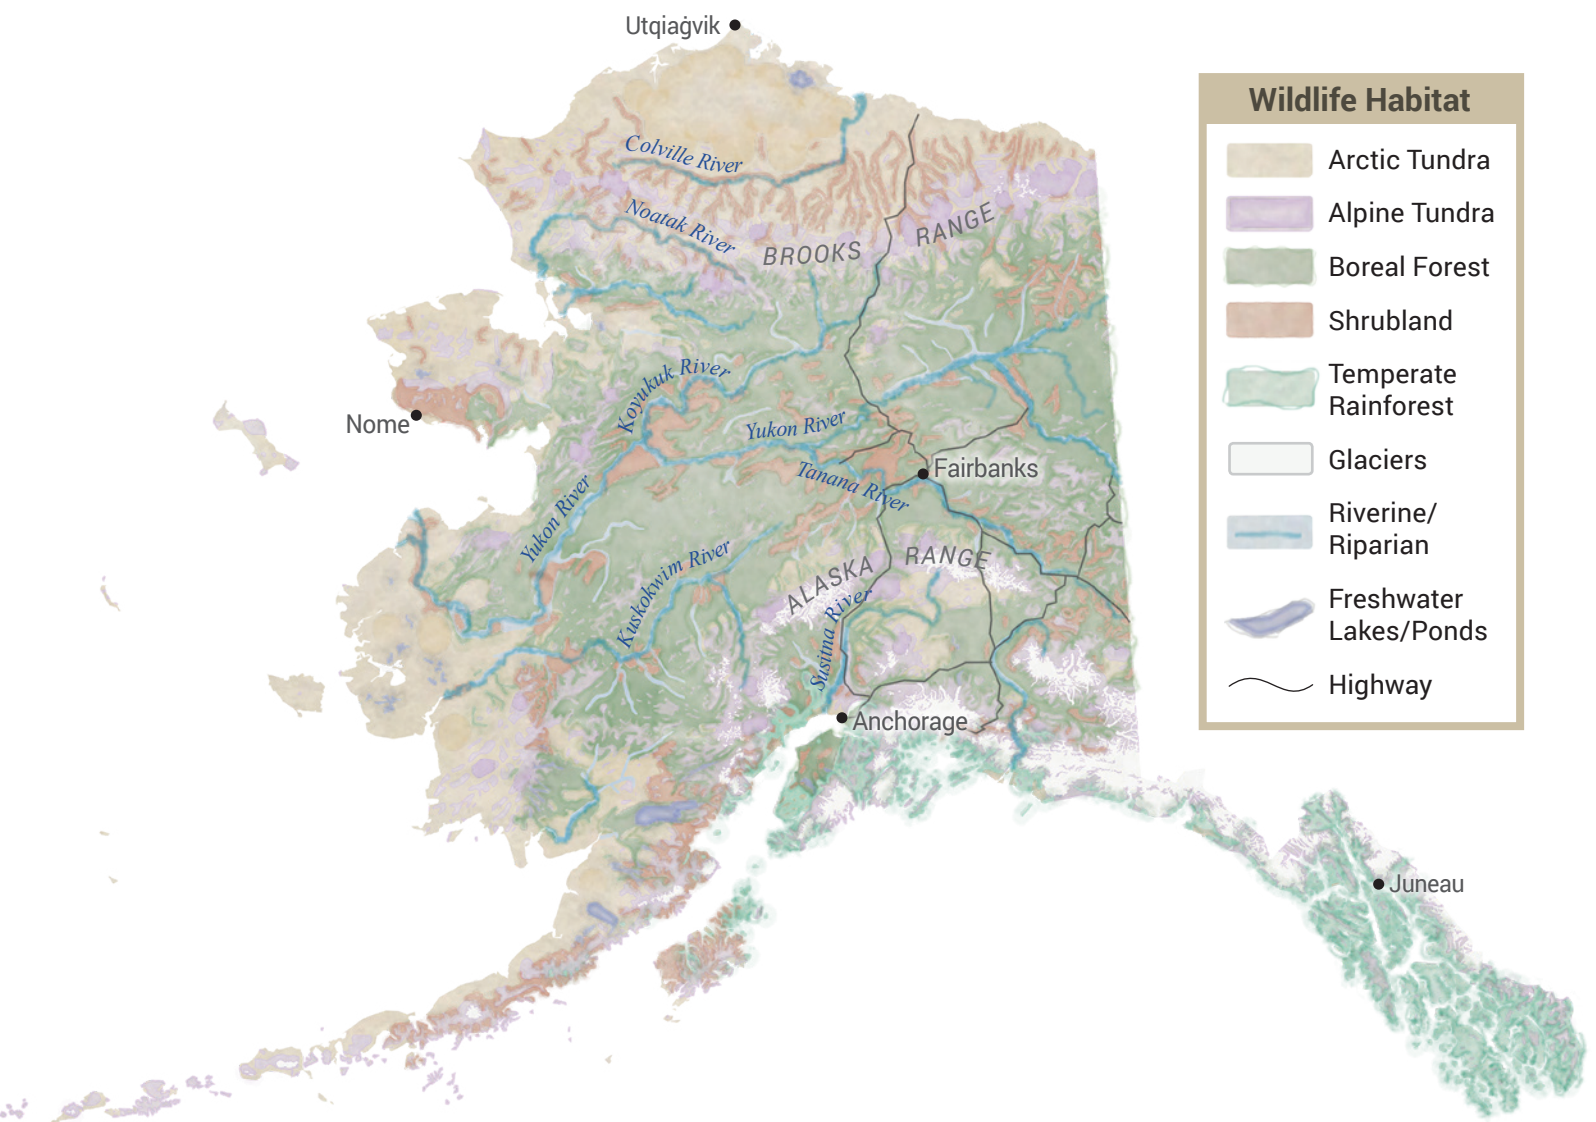 Utqiaġvik
Colville River
Noatak River
BROOKS
RANGE
Koyukuk River
Nome
Yukon River
Fairbanks
Tanana River
Yukon River
Kuskokwim River
ALASKA
RANGE
Susitna River
Anchorage
Juneau
Wildlife Habitat
Arctic Tundra
Alpine Tundra
Boreal Forest
Shrubland
Temperate
Rainforest
Glaciers
Riverine/
Riparian
Freshwater
Lakes/Ponds
Highway